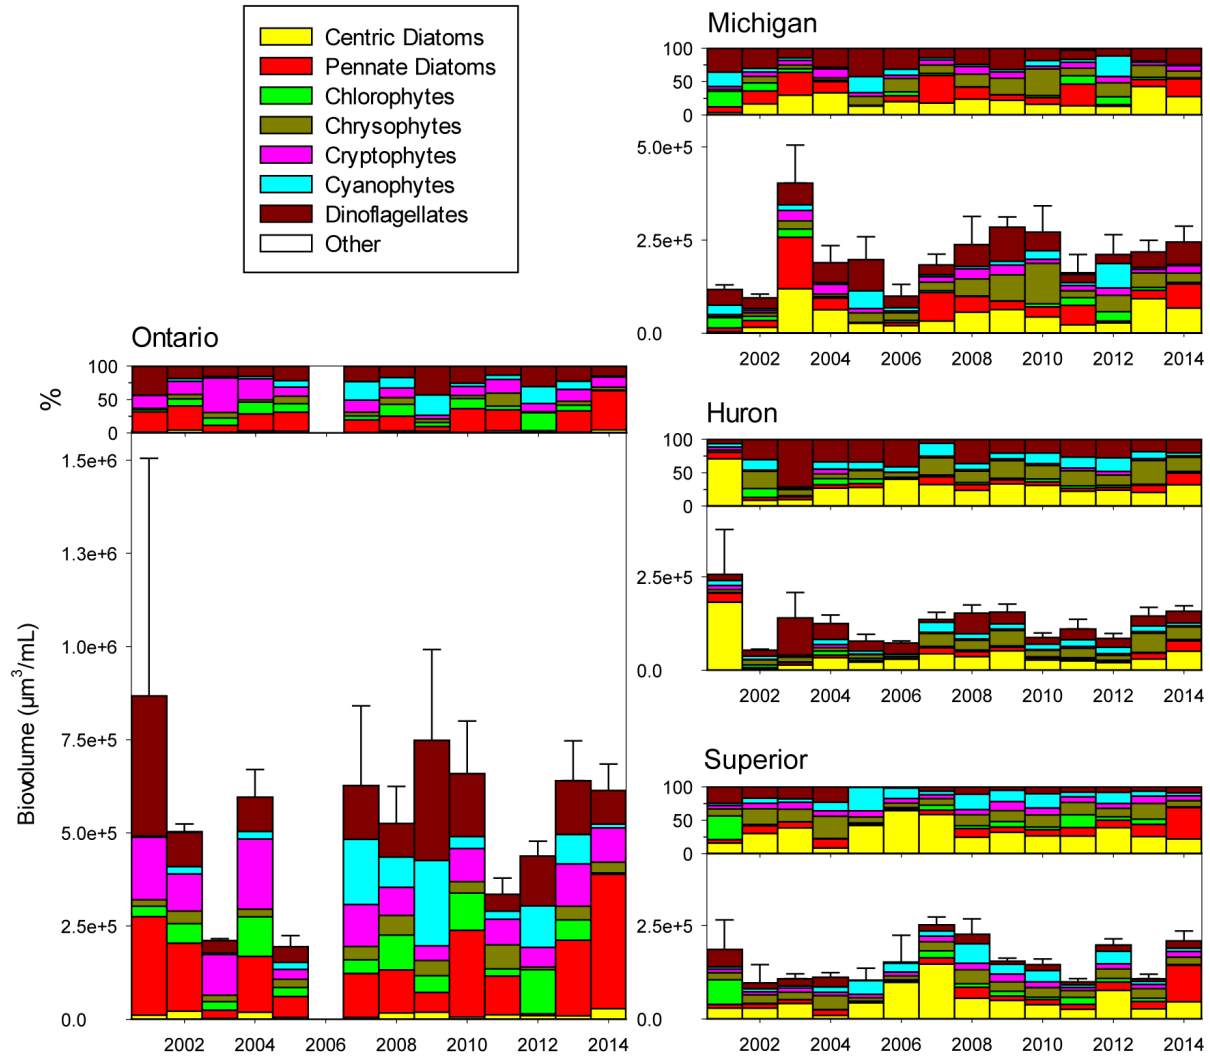 Centric Diatoms
Pennate Diatoms
Chlorophytes
Chrysophytes
Cryptophytes
Cyanophytes
Dinoflagellates
Other
Michigan
100
50
0
5.0e+5
2.5e+5
0.0
2002 2004 2006 2008 2010 2012 2014
Ontario
%
100
50
0
Biovolume (µm³/mL)
1.5e+6
1.3e+6
1.0e+6
7.5e+5
5.0e+5
2.5e+5
0.0
2002 2004 2006 2008 2010 2012 2014
Huron
100
50
0
2.5e+5
0.0
2002 2004 2006 2008 2010 2012 2014
Superior
100
50
0
2.5e+5
0.0
2002 2004 2006 2008 2010 2012 2014